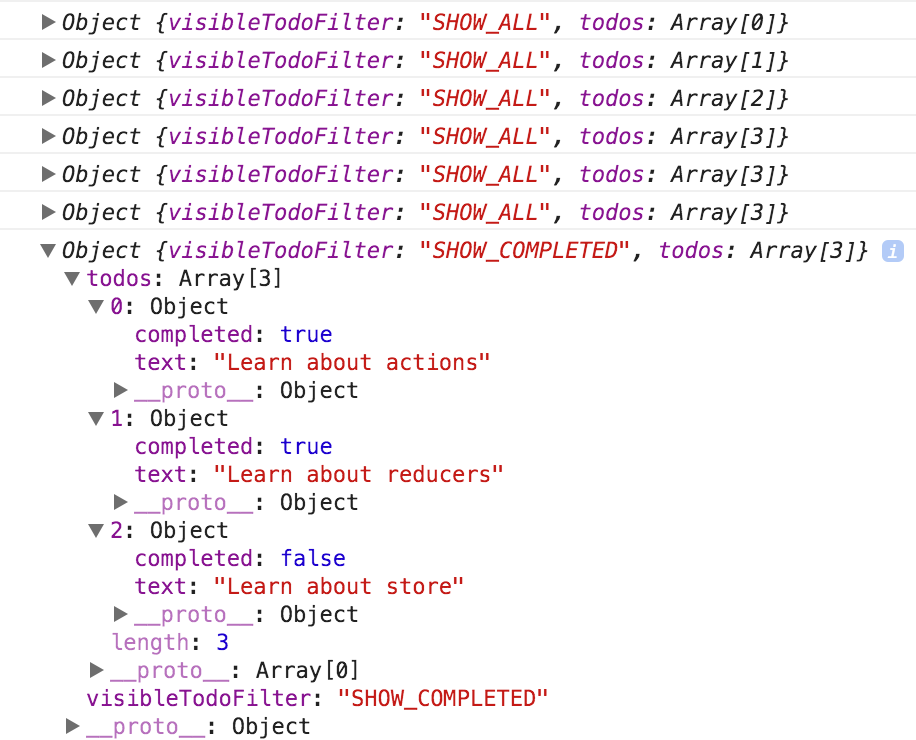 ▶Object {visibleTodoFilter: "SHOW_ALL", todos: Array[0]}
▶Object {visibleTodoFilter: "SHOW_ALL", todos: Array[1]}
▶Object {visibleTodoFilter: "SHOW_ALL", todos: Array[2]}
▶Object {visibleTodoFilter: "SHOW_ALL", todos: Array[3]}
▶Object {visibleTodoFilter: "SHOW_ALL", todos: Array[3]}
▶Object {visibleTodoFilter: "SHOW_ALL", todos: Array[3]}
▼Object {visibleTodoFilter: "SHOW_COMPLETED", todos: Array[3]} i
▼todos: Array[3]
▼0: Object
completed: true
text: "Learn about actions"
▶__proto__: Object
▼1: Object
completed: true
text: "Learn about reducers"
▶__proto__: Object
▼2: Object
completed: false
text: "Learn about store"
▶__proto__: Object
length: 3
▶__proto__: Array[0]
visibleTodoFilter: "SHOW_COMPLETED"
▶__proto__: Object